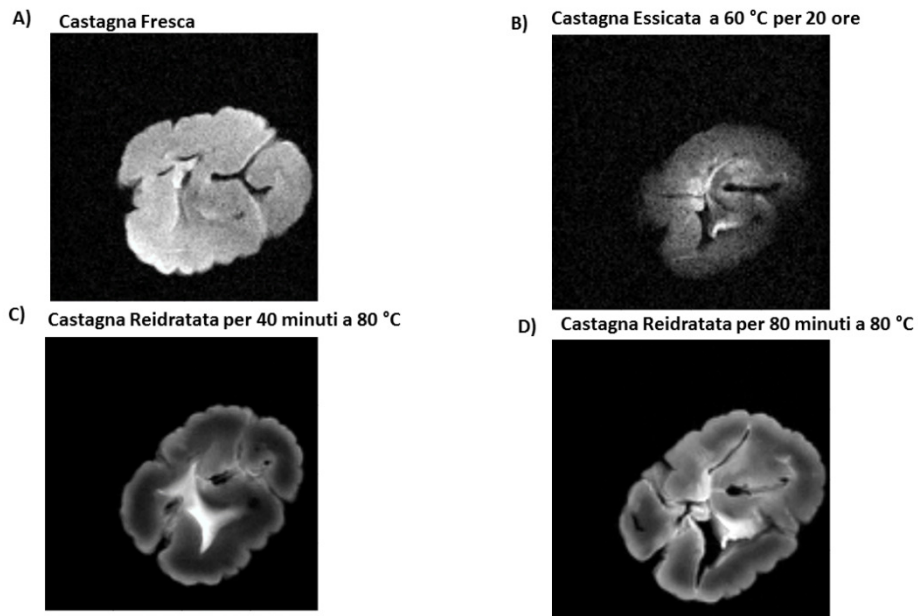 A)
Castagna Fresca
B)
Castagna Essicata a 60 °C per 20 ore
C)
Castagna Reidratata per 40 minuti a 80 °C
D)
Castagna Reidratata per 80 minuti a 80 °C